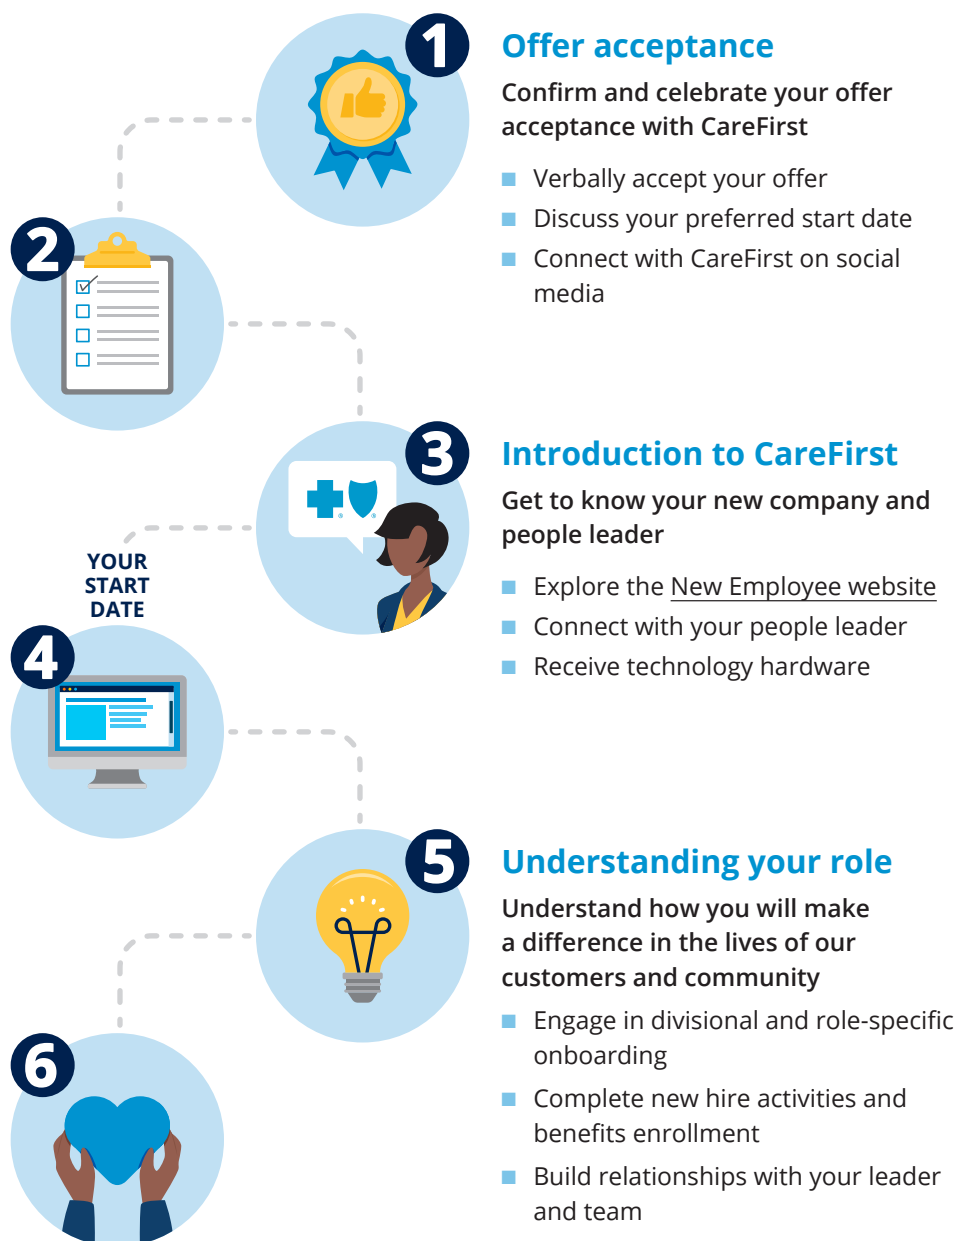 1
Offer acceptance
Confirm and celebrate your offer
acceptance with CareFirst
■ Verbally accept your offer
■ Discuss your preferred start date
■ Connect with CareFirst on social
media
2
3
Introduction to CareFirst
Get to know your new company and
people leader
■ Explore the New Employee website
■ Connect with your people leader
■ Receive technology hardware
YOUR
START
DATE
4
5
Understanding your role
Understand how you will make
a difference in the lives of our
customers and community
■ Engage in divisional and role-specific
onboarding
■ Complete new hire activities and
benefits enrollment
■ Build relationships with your leader
and team
6